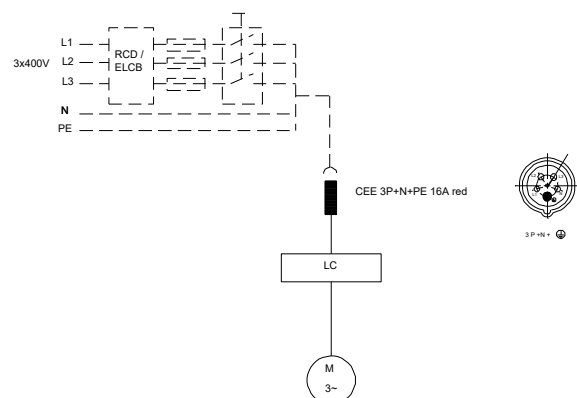 L1
3x400V
L2
L3
N
PE
RCD /
ELCB
CEE 3P+N+PE 16A red
3 P +N +
LC
M
3~